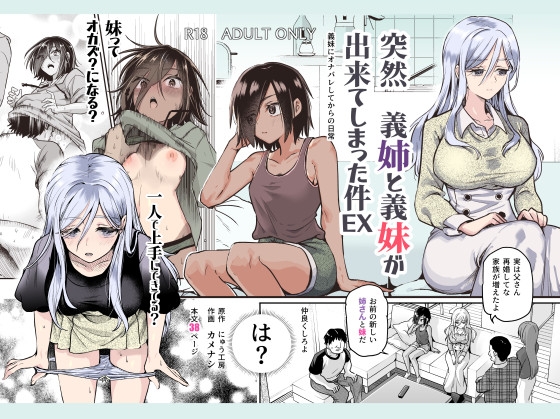 R18 ADULT ONLY
突然 義姉と義妹が
出来てしまった件EX
義妹にオナバレしてからの日常
妹って
オカズ?になる?
一人で上手にできてる?
実は父さん
再婚してな
家族が増えたよ
お前の新しい
姉さんと妹だ
仲良くしろよ
は?
原作 にゅう工房
作画 カメナシ
本文38ページ